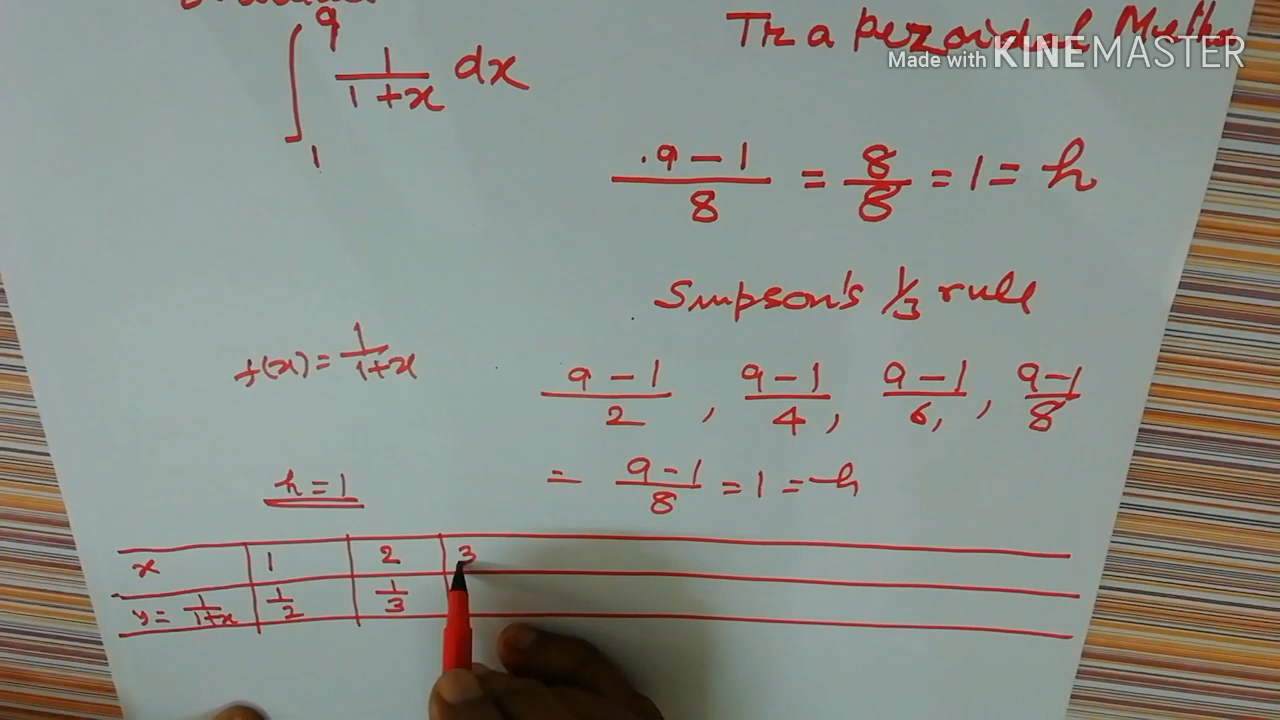 Trapezoidal
Made with KINEMASTER
∫₁⁹ 1/(1+x) dx
9-1/8 = 8/8 = 1 = h
Simpson's 1/3 rule
f(x) = 1/(1+x)
9-1/2, 9-1/4, 9-1/6, 9-1/8
= 9-1/8 = 1 = h
h = 1
x 1 2 3
y = 1/(1+x) 1/2 1/3